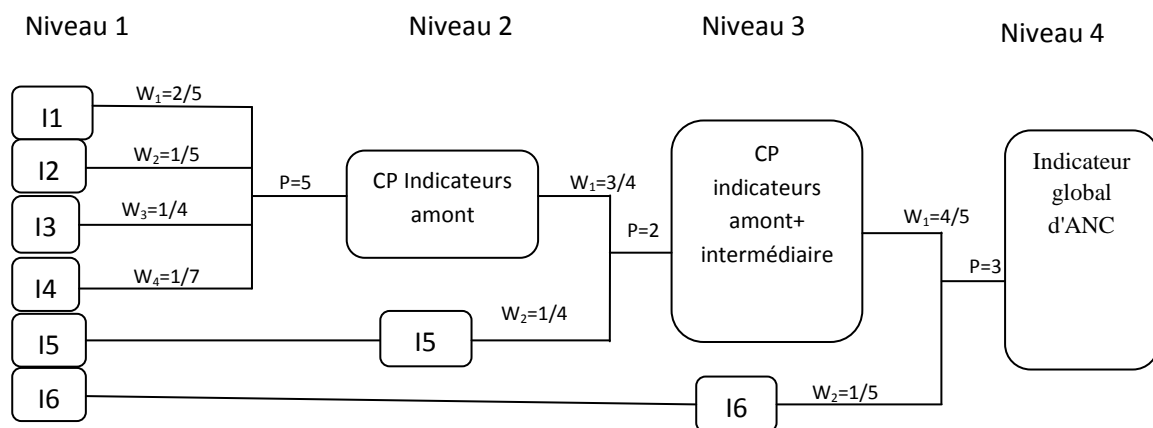 Niveau 1
Niveau 2
Niveau 3
Niveau 4
I1
W₁=2/5
I2
W₂=1/5
I3
W₃=1/4
I4
W₄=1/7
P=5
CP Indicateurs
amont
W₁=3/4
I5
I5
W₂=1/4
P=2
CP
indicateurs
amont+
intermédiaire
W₁=4/5
I6
I6
W₂=1/5
P=3
Indicateur
global
d'ANC